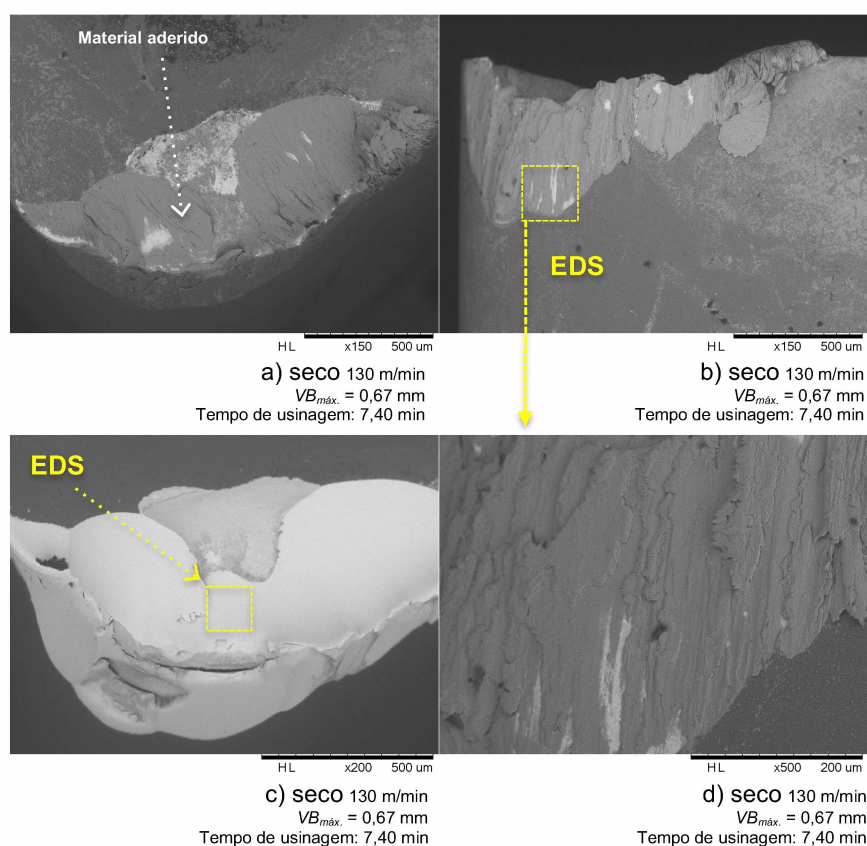 Material aderido
EDS
HL x150 500 um
HL x150 500 um
a) seco 130 m/min
VBmáx. = 0,67 mm
Tempo de usinagem: 7,40 min
b) seco 130 m/min
VBmáx. = 0,67 mm
Tempo de usinagem: 7,40 min
EDS
HL x200 500 um
HL x500 200 um
c) seco 130 m/min
VBmáx. = 0,67 mm
Tempo de usinagem: 7,40 min
d) seco 130 m/min
VBmáx. = 0,67 mm
Tempo de usinagem: 7,40 min